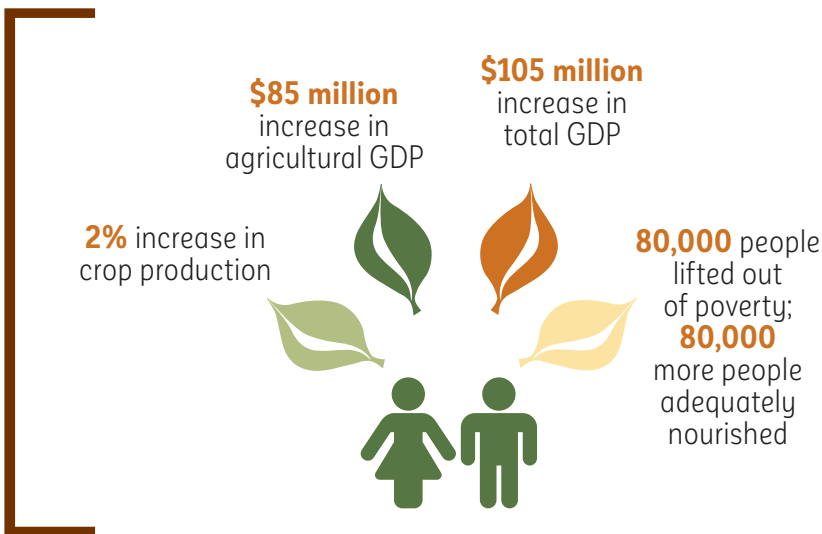 $85 million
increase in
agricultural GDP
$105 million
increase in
total GDP
2% increase in
crop production
80,000 people
lifted out
of poverty;
80,000
more people
adequately
nourished